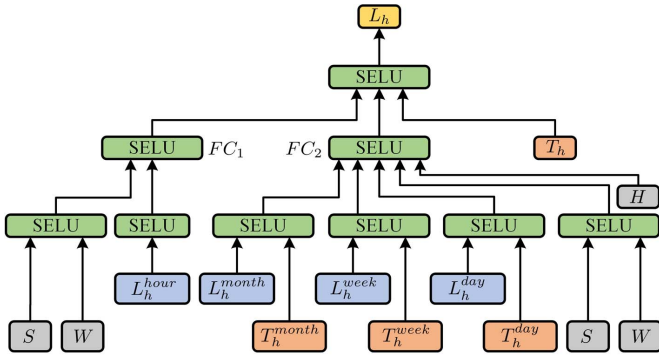 L_h
SELU
SELU FC_1 FC_2 SELU T_h
H
SELU SELU SELU SELU SELU SELU
L_h^{hour} L_h^{month} L_h^{week} L_h^{day}
S W T_h^{month} T_h^{week} T_h^{day} S W